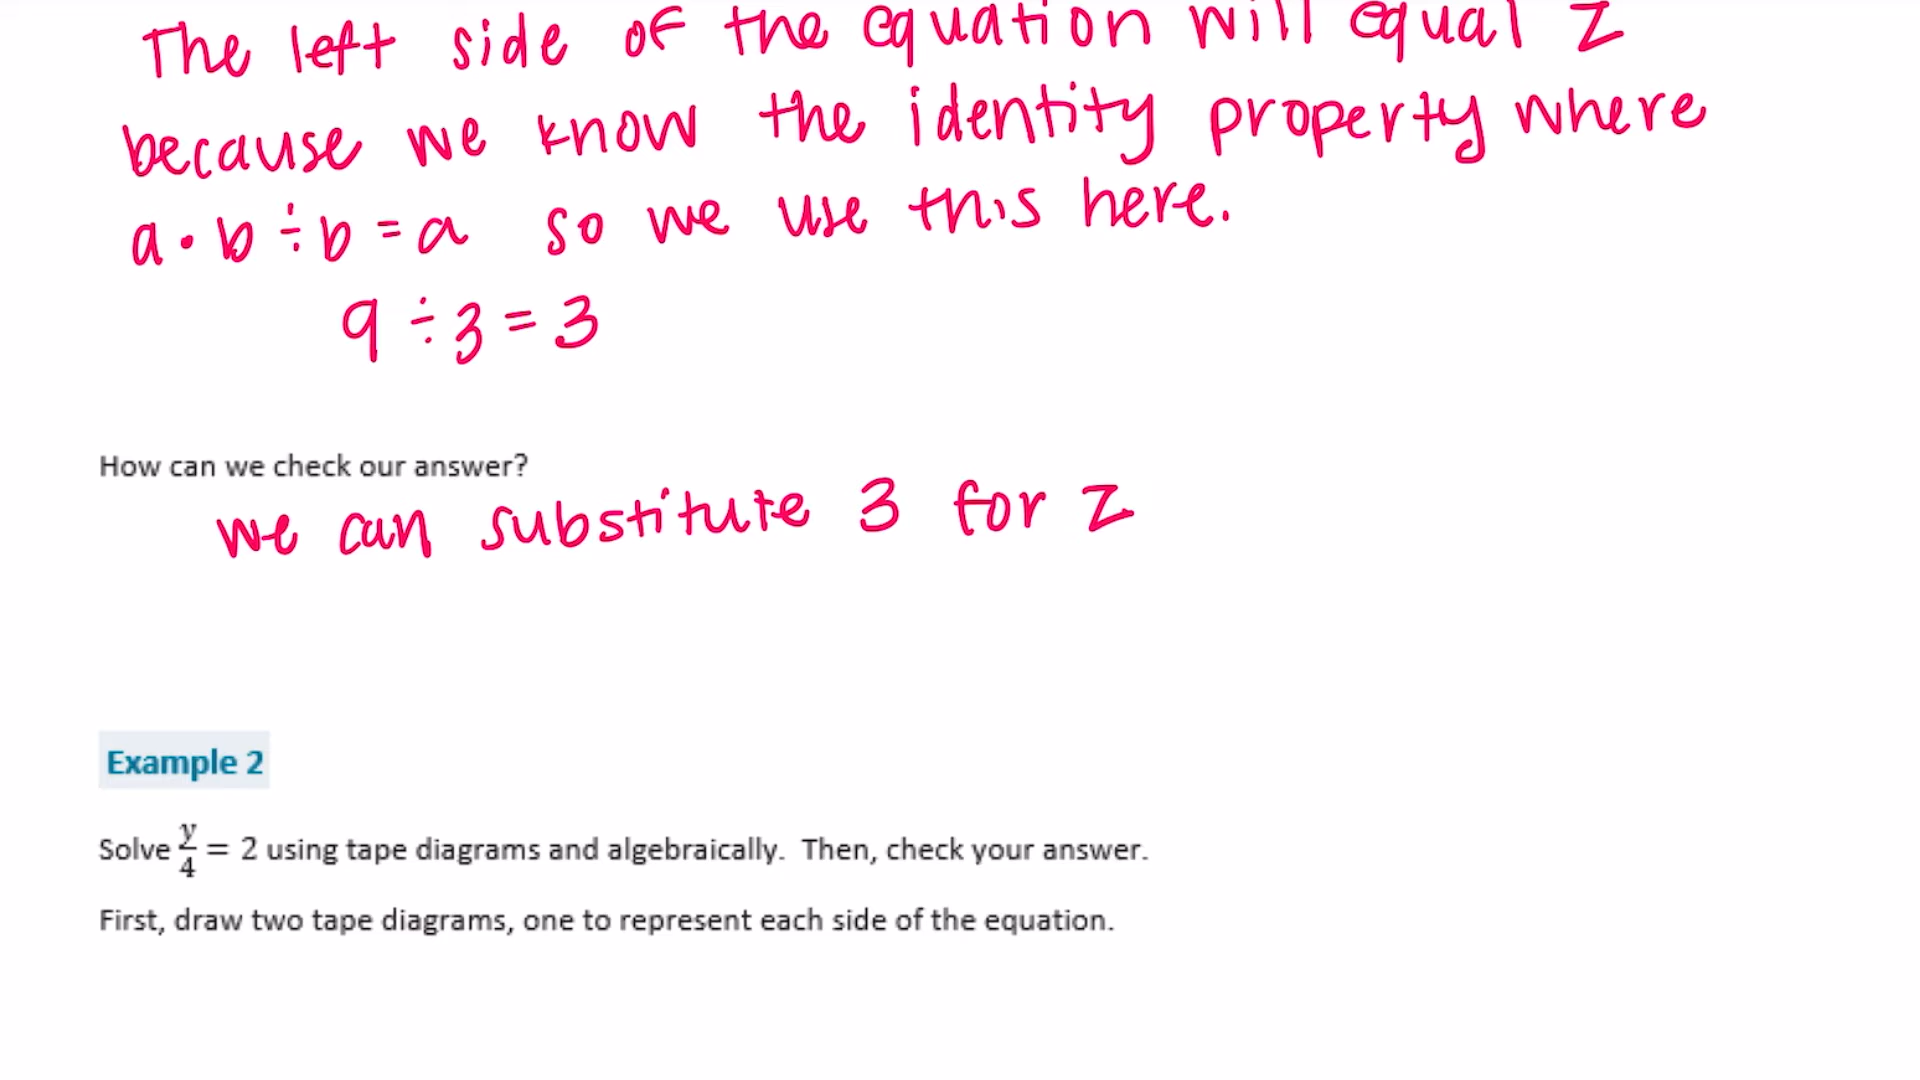 The left side of the equation will equal z
because we know the identity property where
a • b ÷ b = a so we use this here.
9 ÷ 3 = 3
How can we check our answer?
we can substitute 3 for z
Example 2
Solve y/4 = 2 using tape diagrams and algebraically. Then, check your answer.
First, draw two tape diagrams, one to represent each side of the equation.